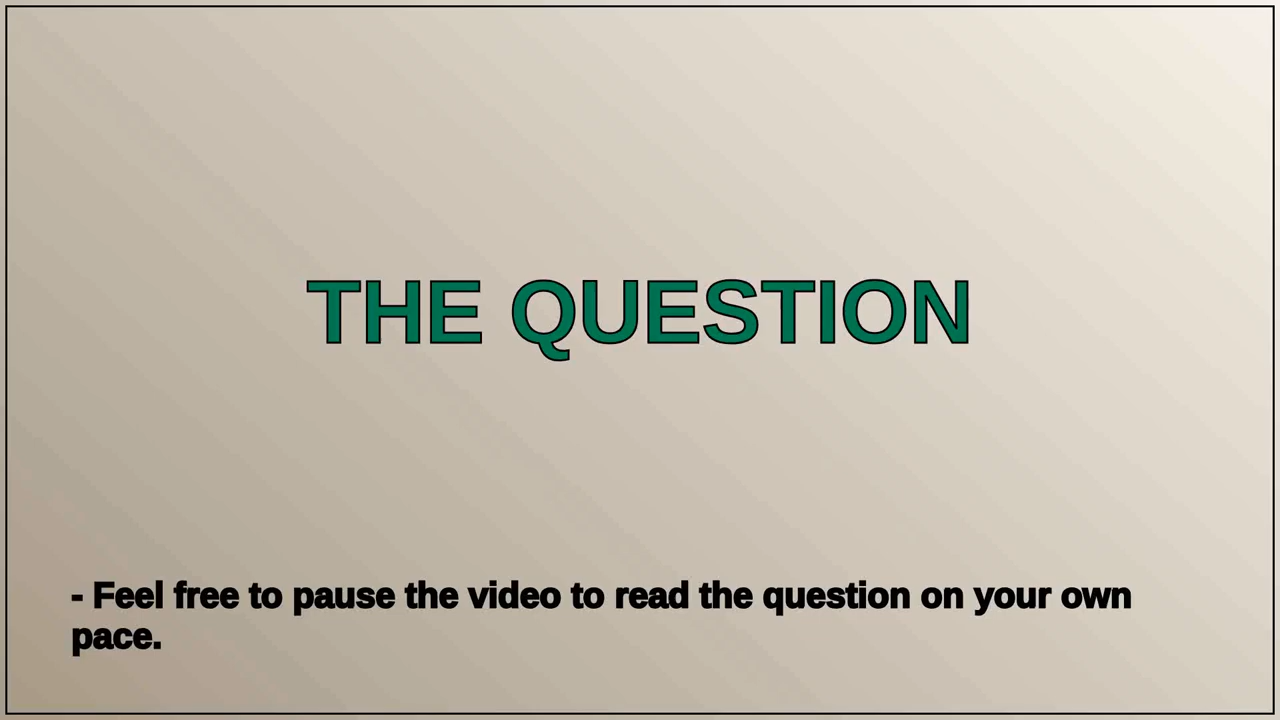 THE QUESTION
- Feel free to pause the video to read the question on your own
pace.